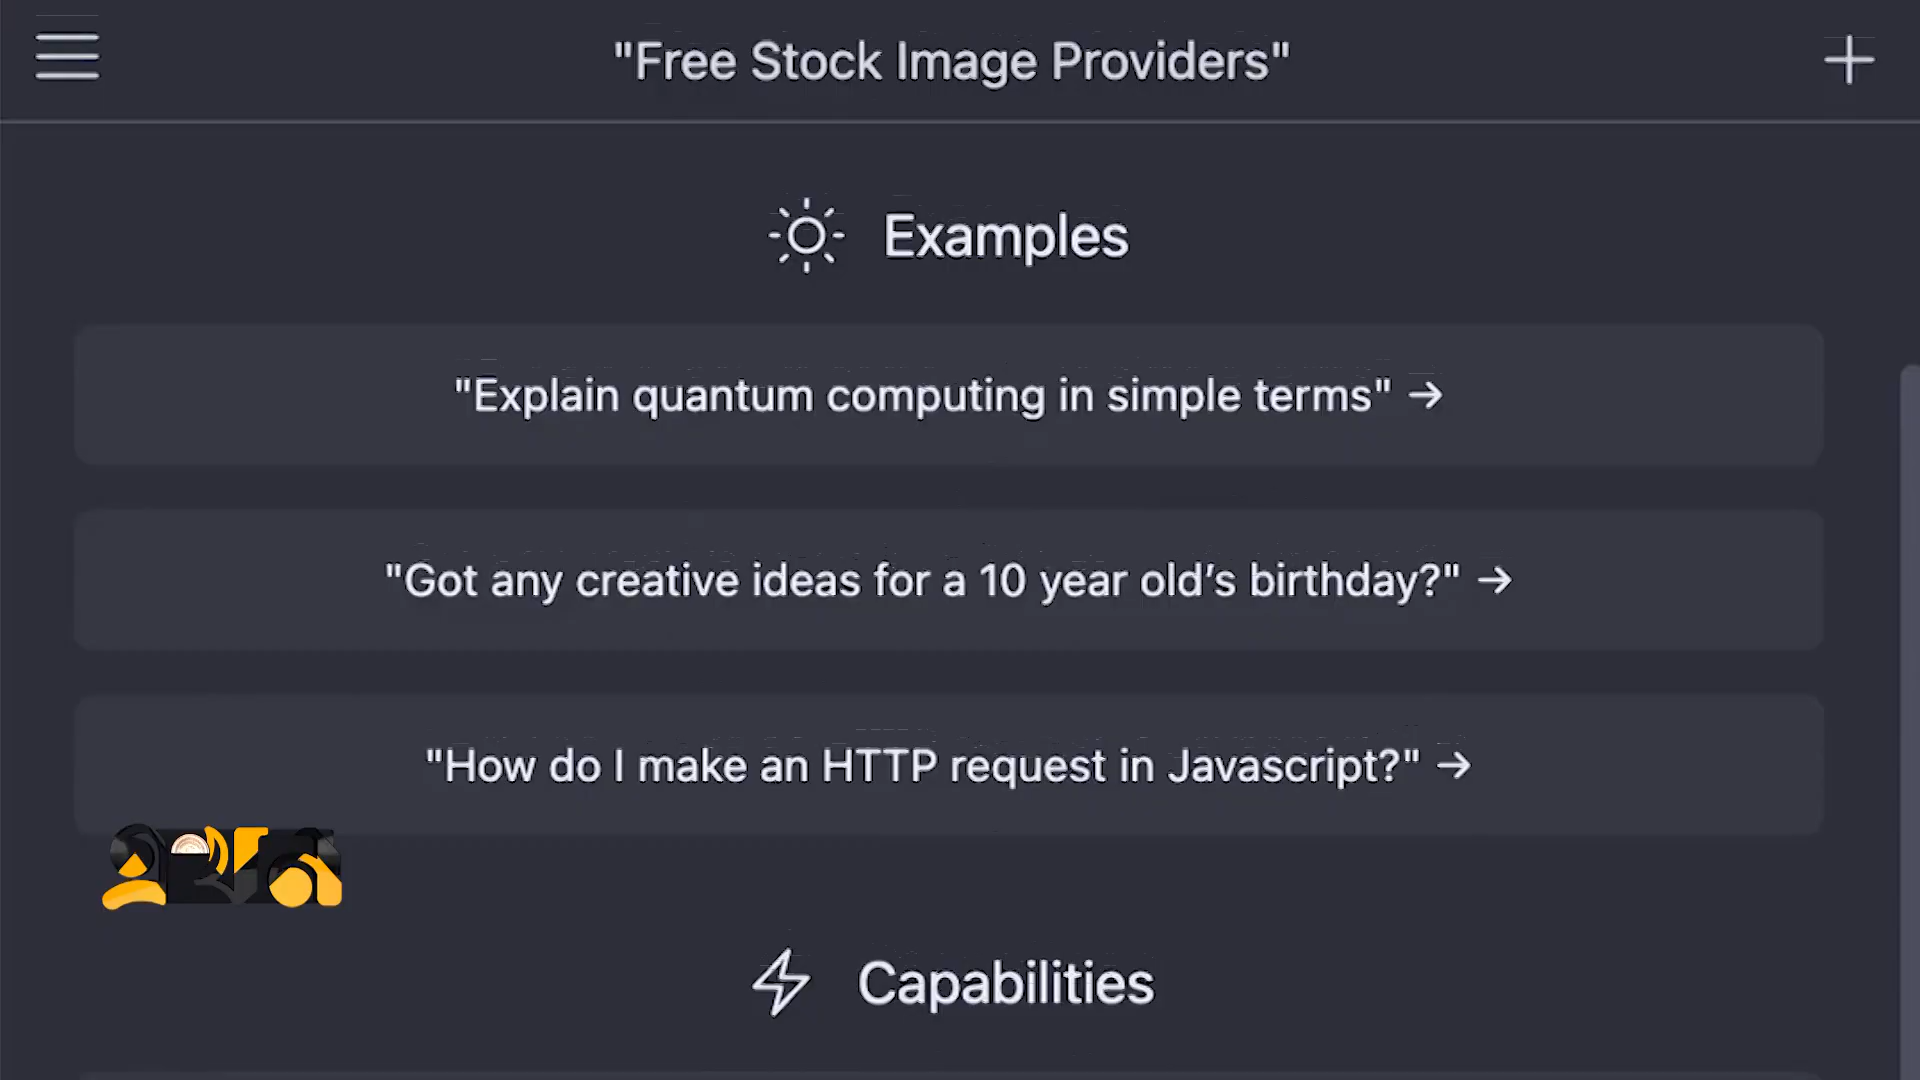 "Free Stock Image Providers"
Examples
"Explain quantum computing in simple terms" →
"Got any creative ideas for a 10 year old’s birthday?" →
"How do I make an HTTP request in Javascript?" →
Capabilities